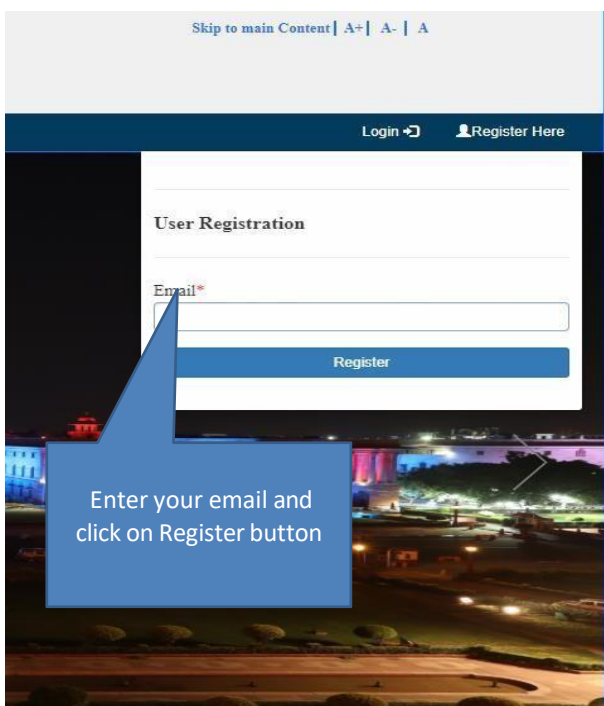 Skip to main Content| A+| A- | A
Login Register Here
User Registration
Email*
Register
Enter your email and
click on Register button